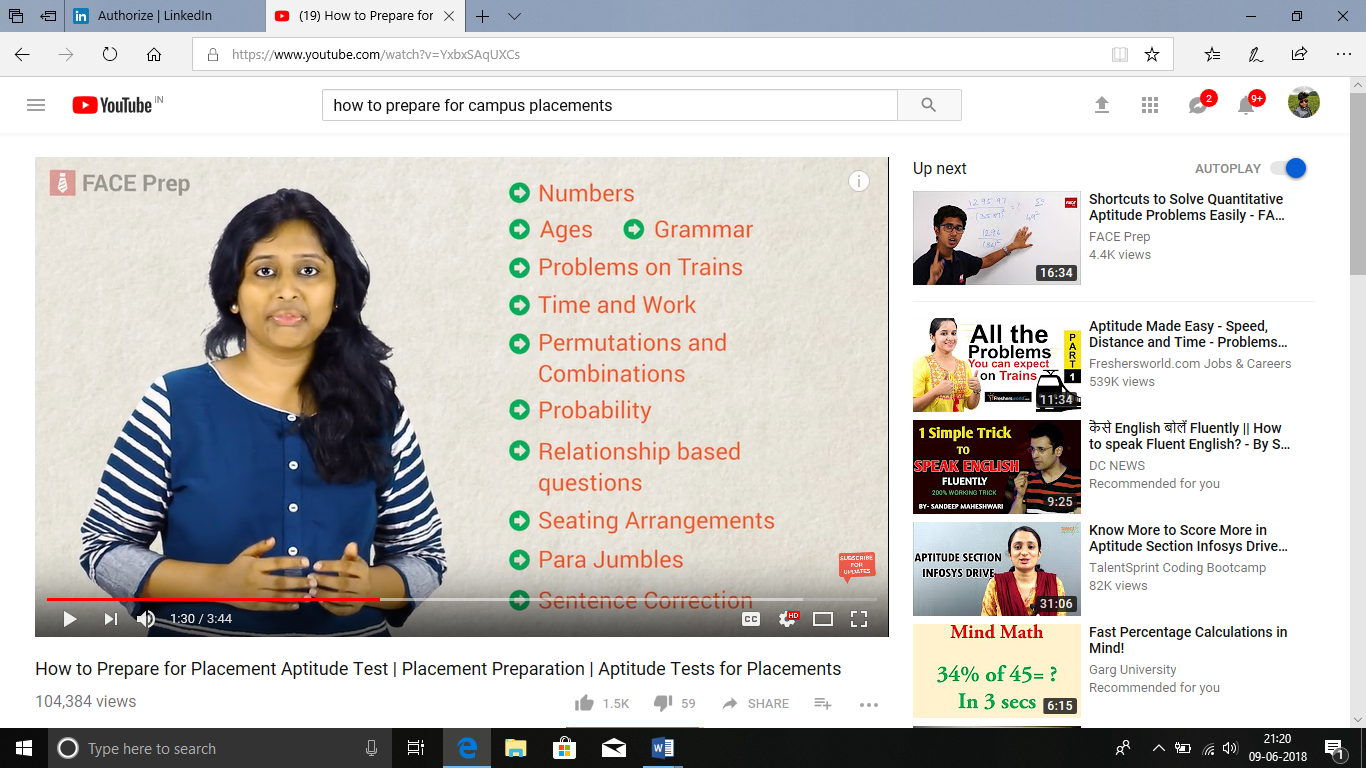 Authorize | LinkedIn
(19) How to Prepare for
https://www.youtube.com/watch?v=YxbxSAqUXCs
YouTube IN
how to prepare for campus placements
2
9+
FACE Prep
Numbers
Ages
Grammar
Problems on Trains
Time and Work
Permutations and
Combinations
Probability
Relationship based
questions
Seating Arrangements
Para Jumbles
Sentence Correction
SUBSCRIBE
FOR
UPDATES
1:30 / 3:44
CC
HD
How to Prepare for Placement Aptitude Test | Placement Preparation | Aptitude Tests for Placements
104,384 views
1.5K
59
SHARE
Up next
AUTOPLAY
16:34
Shortcuts to Solve Quantitative
Aptitude Problems Easily - FA...
FACE Prep
4.4K views
All the
Problems
You can expect
on Trains
PART
1
11:34
Aptitude Made Easy - Speed,
Distance and Time - Problems...
Freshersworld.com Jobs & Careers
539K views
1 Simple Trick
TO
SPEAK ENGLISH
FLUENTLY
200% WORKING TRICK
BY- SANDEEP MAHESHWARI
9:25
कैसे English बोलें Fluently || How
to speak Fluent English? - By S...
DC NEWS
Recommended for you
APTITUDE SECTION
INFOSYS DRIVE
31:06
Know More to Score More in
Aptitude Section Infosys Drive...
TalentSprint Coding Bootcamp
82K views
Mind Math
34% of 45= ?
In 3 secs
6:15
Fast Percentage Calculations in
Mind!
Garg University
Recommended for you
Type here to search
21:20
09-06-2018
1